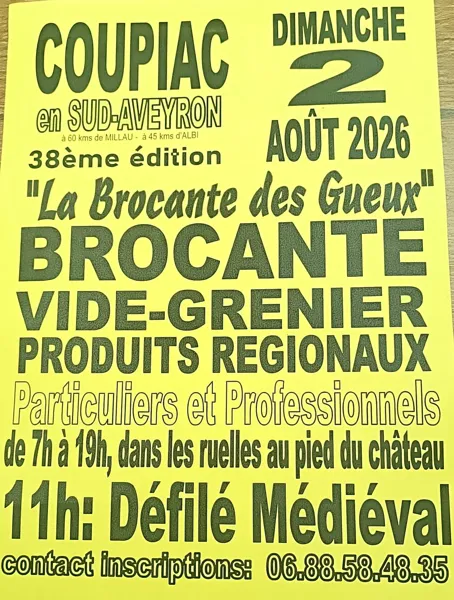 COUPIAC
en SUD-AVEYRON
à 60 kms de MILLAU - à 45 kms d'ALBI
38ème édition
DIMANCHE
2
AOÛT 2026
"La Brocante des Gueux"
BROCANTE
VIDE-GRENIER
PRODUITS REGIONAUX
Particuliers et Professionnels
de 7h à 19h, dans les ruelles au pied du château
11h: Défilé Médiéval
contact inscriptions: 06.88.58.48.35